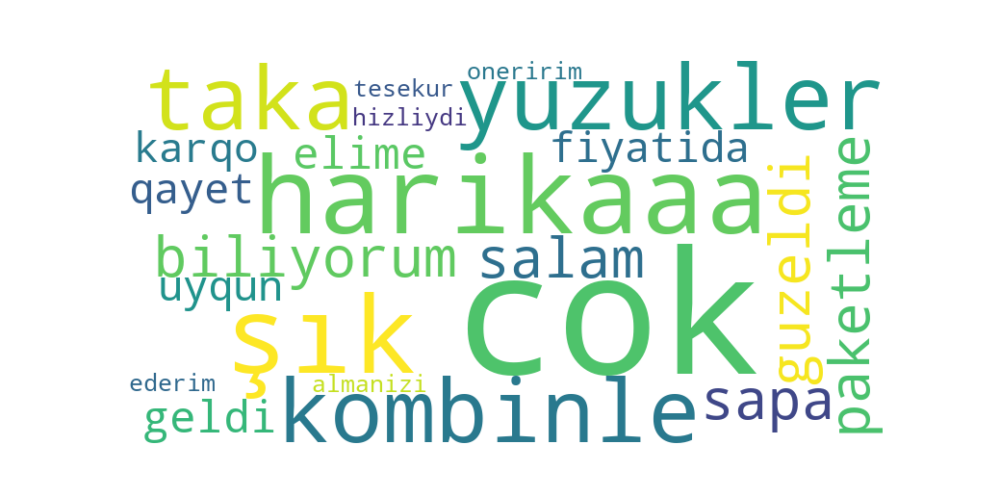 oneririm
taka
tesekur
yuzukler
hizliydi
karqo
elime
fiyatida
qayet
harikaaa
guzeldi
paketleme
biliyorum
salam
uyqun
şık
cok
ederim
almanizi
geldi
kombinle
sapa